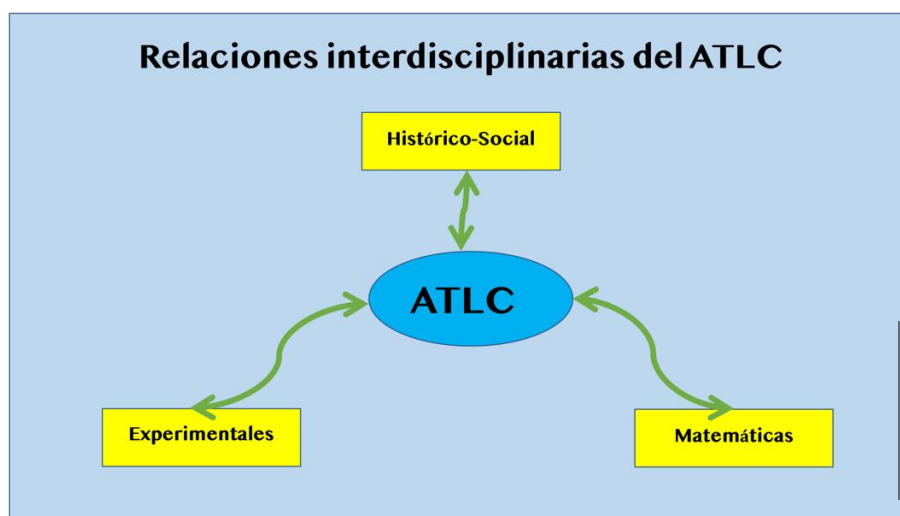 Relaciones interdisciplinarias del ATLC
Histórico-Social
ATLC
Experimentales
Matemáticas